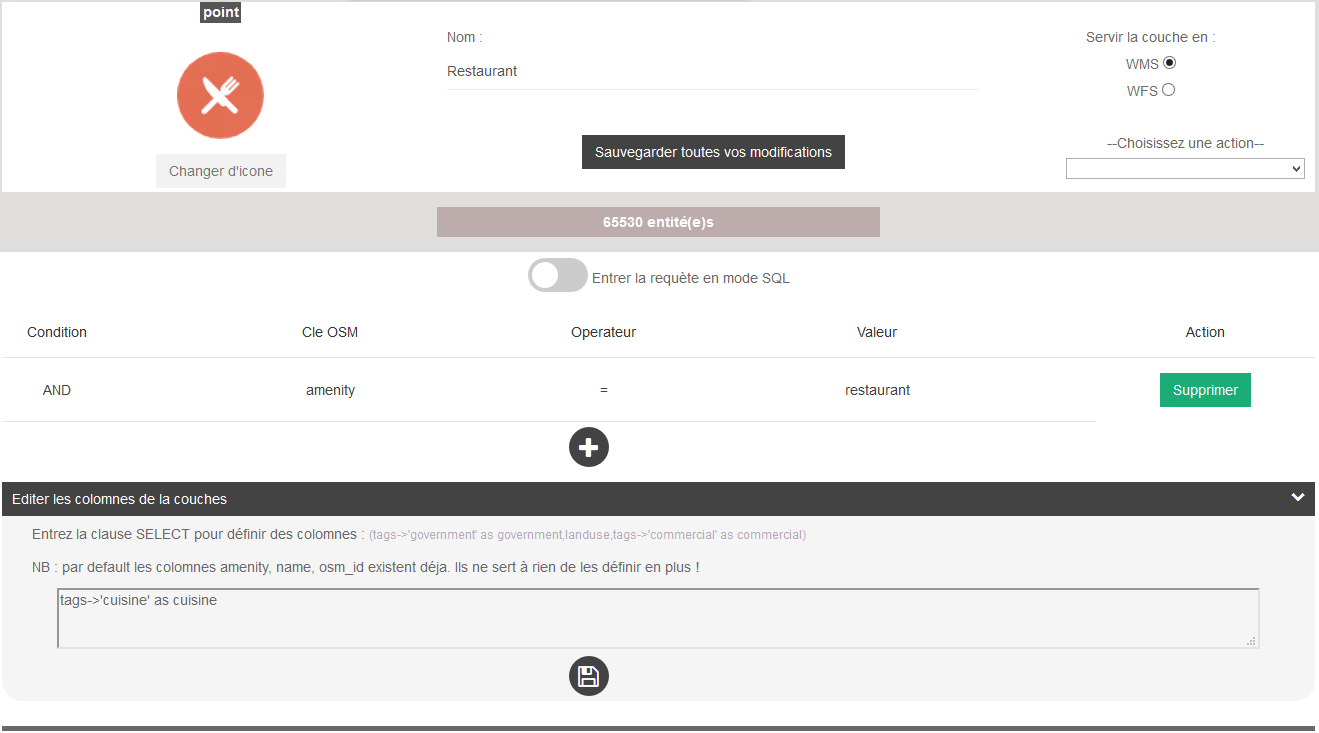 point
Nom :
Servir la couche en :
Restaurant
WMS
WFS
Sauvegarder toutes vos modifications
--Choisissez une action--
Changer d'icone
65530 entité(e)s
Entrer la requète en mode SQL
Condition Cle OSM Operateur Valeur Action
AND amenity = restaurant Supprimer
Editer les colomnes de la couches
Entrez la clause SELECT pour définir des colomnes : (tags->'government' as government,landuse,tags->'commercial' as commercial)
NB : par default les colomnes amenity, name, osm_id existent déja. Ils ne sert à rien de les définir en plus !
tags->'cuisine' as cuisine